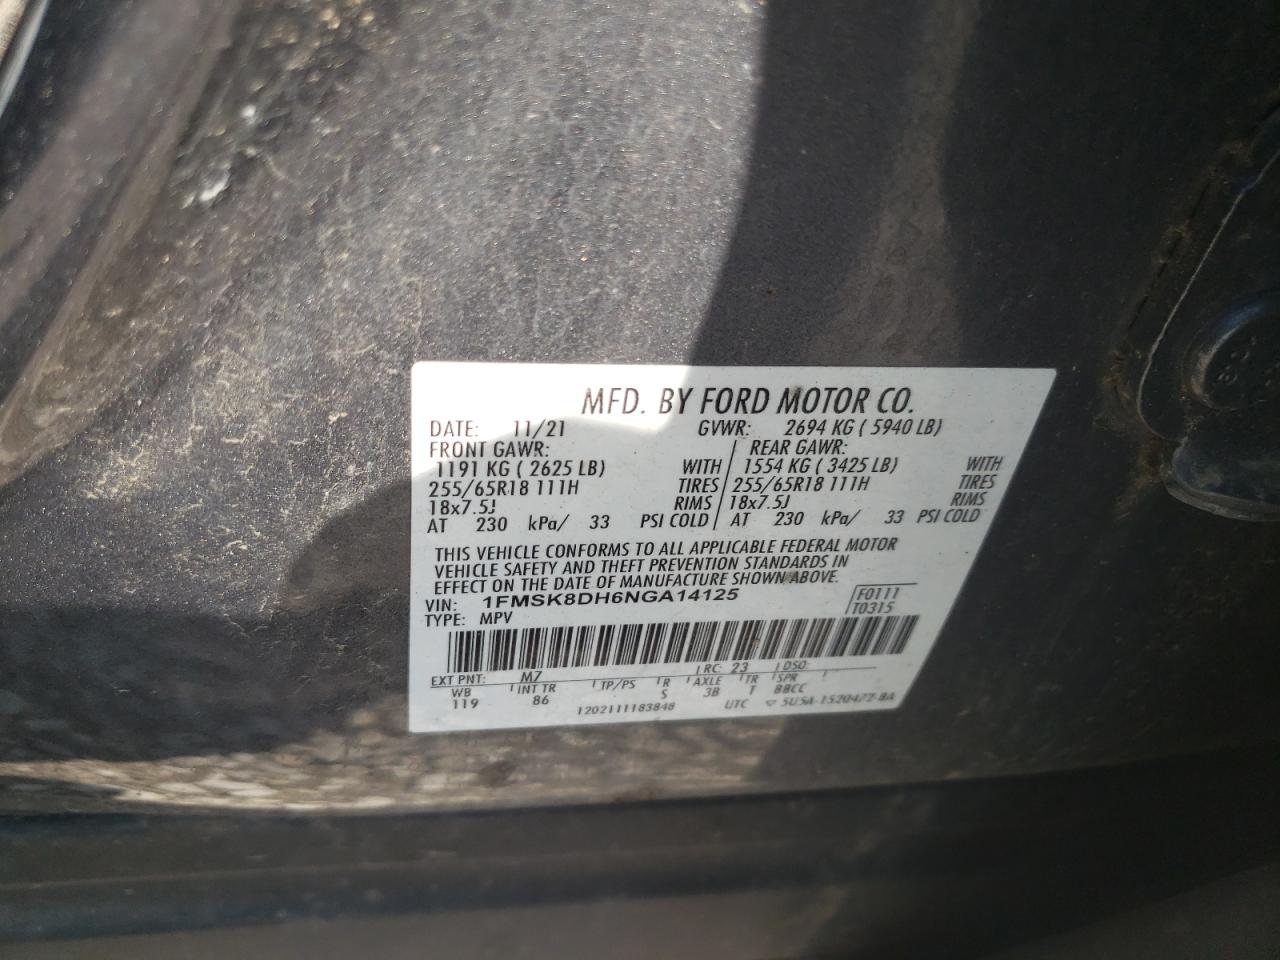 MFD. BY FORD MOTOR CO.
DATE: 11/21 GVWR: 2694 KG ( 5940 LB)
FRONT GAWR: REAR GAWR:
1191 KG ( 2625 LB) WITH 1554 KG ( 3425 LB) WITH
255/65R18 111H TIRES 255/65R18 111H TIRES
18x7.5J RIMS 18x7.5J RIMS
AT 230 kPa/ 33 PSI COLD AT 230 kPa/ 33 PSI COLD
THIS VEHICLE CONFORMS TO ALL APPLICABLE FEDERAL MOTOR
VEHICLE SAFETY AND THEFT PREVENTION STANDARDS IN
EFFECT ON THE DATE OF MANUFACTURE SHOWN ABOVE.
VIN: 1FMSK8DH6NGA14125 F0111
TYPE: MPV T0315
EXT PNT: M7 RC: 23 DSO:
WB INT TR TP/PS R AXLE TR SPR
119 86 S 3B T BBCC
1202111183848 UTC 5U5A-1520472-BA